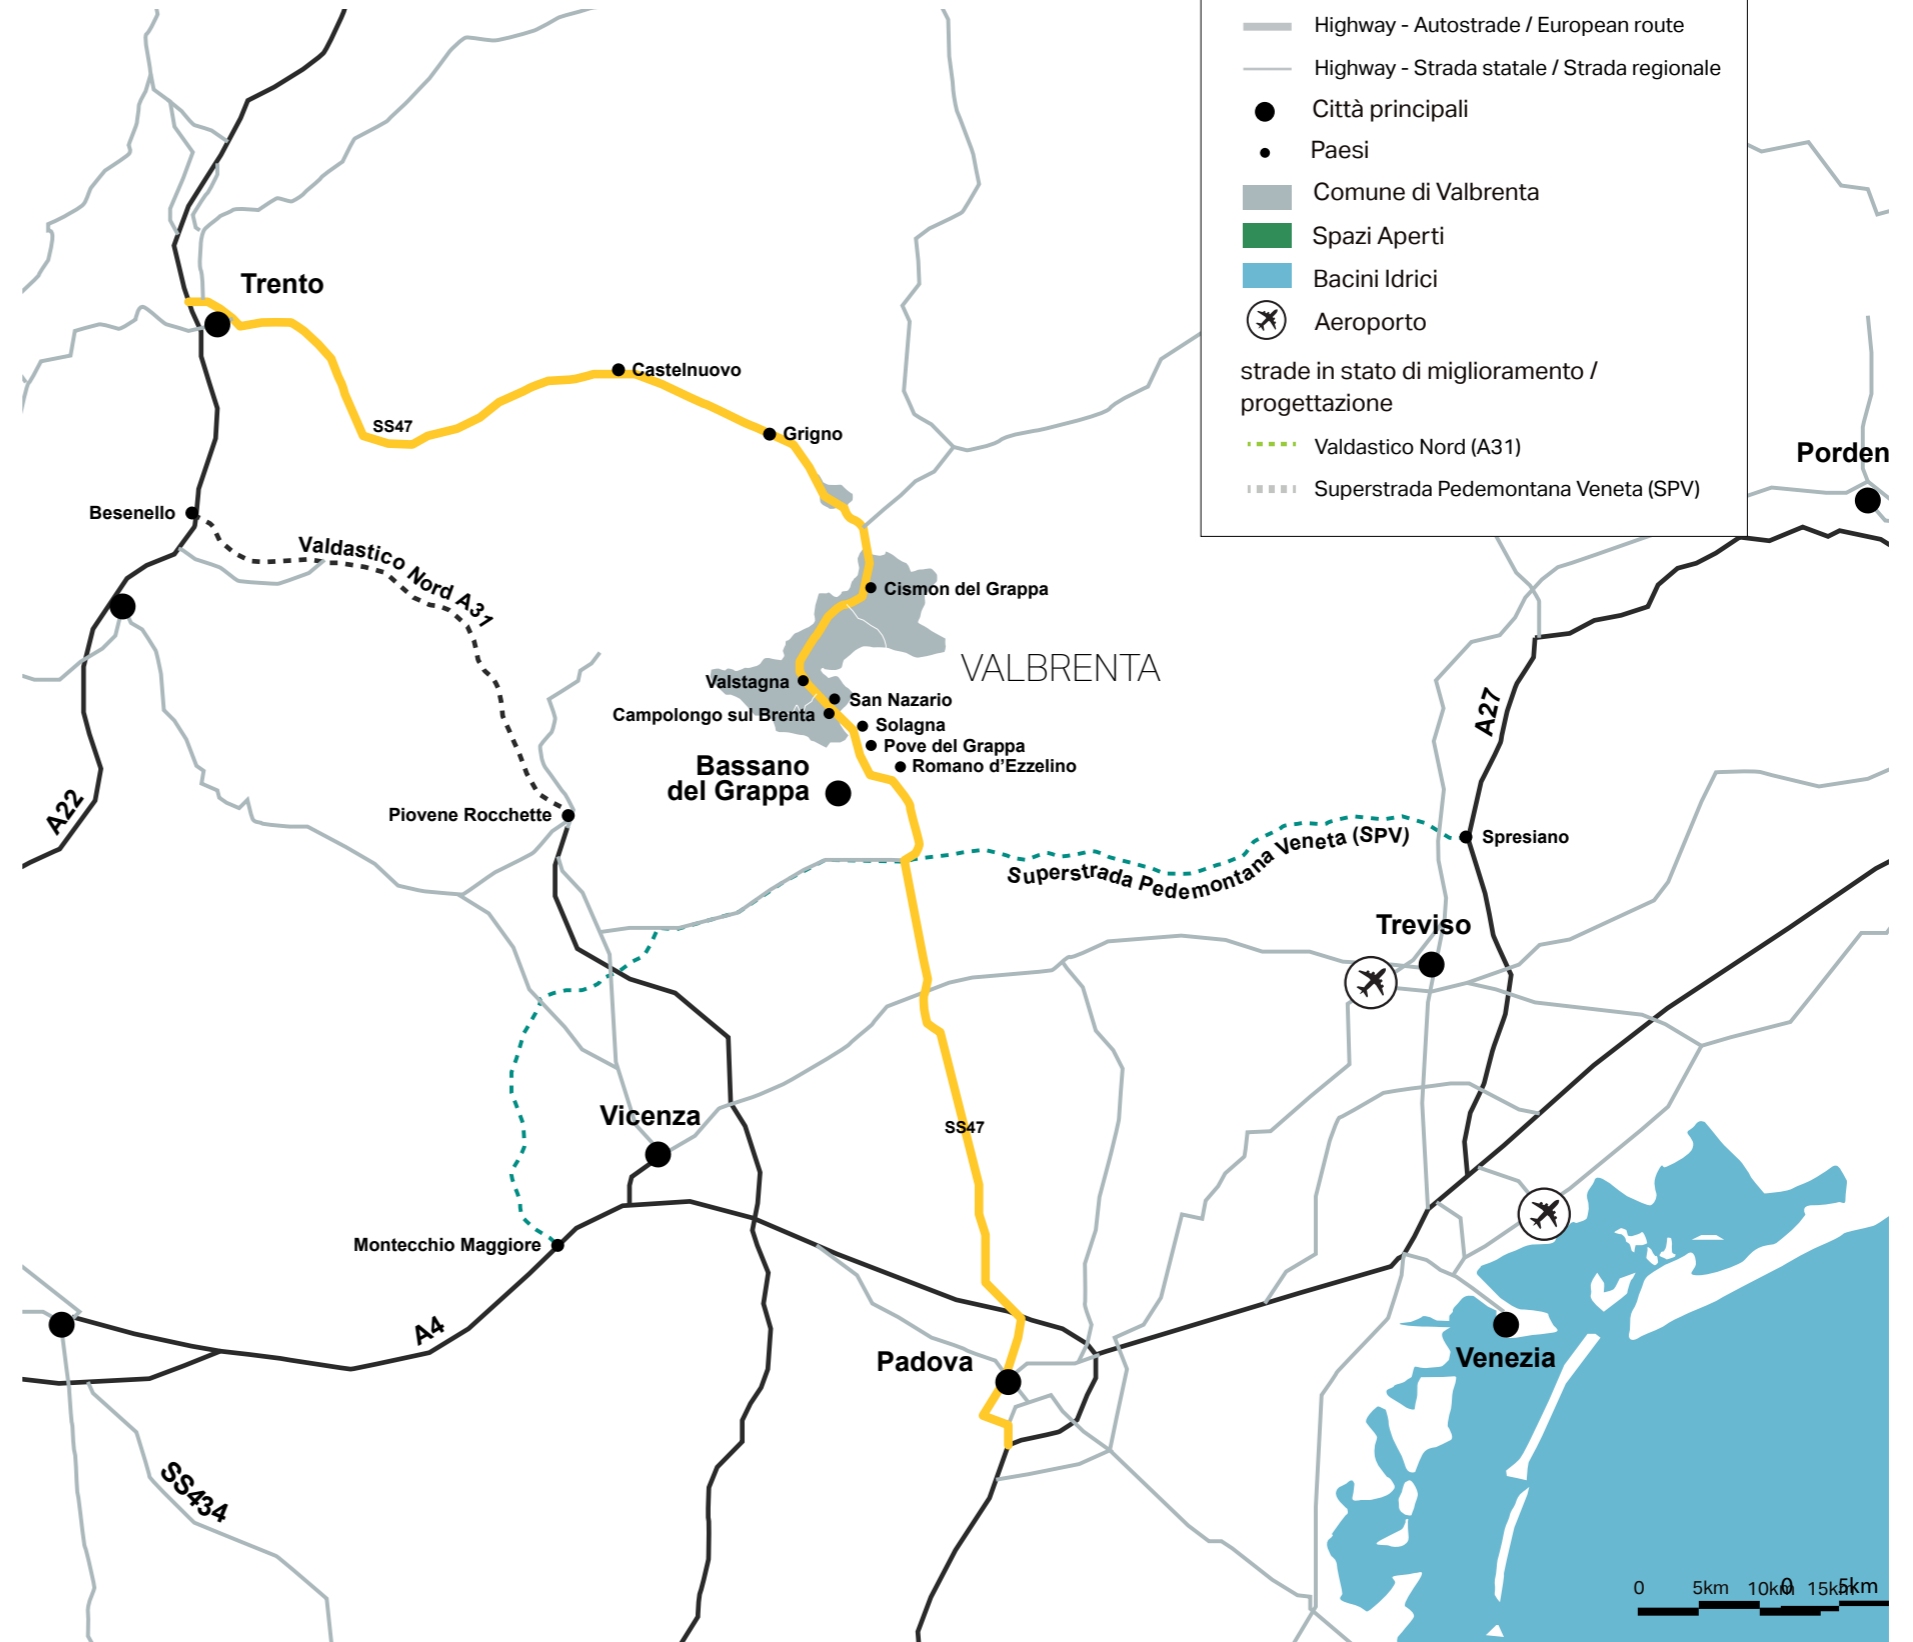 Highway - Autostrade / European route
Highway - Strada statale / Strada regionale
Città principali
Paesi
Comune di Valbrenta
Spazi Aperti
Bacini Idrici
Aeroporto
strade in stato di miglioramento /
progettazione
Valdastico Nord (A31)
Superstrada Pedemontana Veneta (SPV)
Trento
Castelnuovo
SS47
Grigno
Porden
Besenello
Valdastico Nord A31
Cismon del Grappa
VALBRENTA
Valstagna
San Nazario
Campolongo sul Brenta
Solagna
Pove del Grappa
Romano d'Ezzelino
Bassano
del Grappa
A27
A22
Piovene Rocchette
Spresiano
Superstrada Pedemontana Veneta (SPV)
Treviso
Vicenza
SS47
Montecchio Maggiore
A4
Padova
Venezia
SS434
0 5km 10km 15km
0 5km